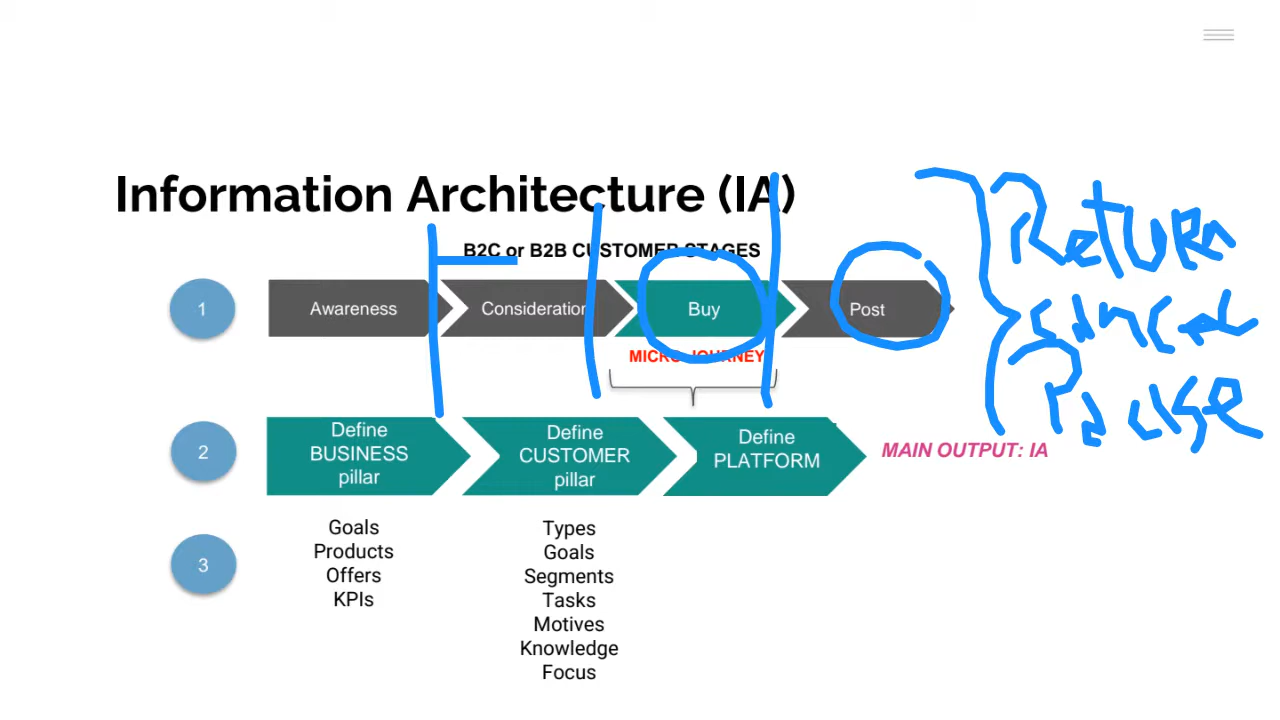 Information Architecture (IA)
B2C or B2B CUSTOMER STAGES
1
Awareness
Consideration
Buy
Post
MICRO-JOURNEY
Return
Cancel
2
Define
BUSINESS
pillar
Define
CUSTOMER
pillar
Define
PLATFORM
MAIN OUTPUT: IA
3
Goals
Products
Offers
KPIs
Types
Goals
Segments
Tasks
Motives
Knowledge
Focus